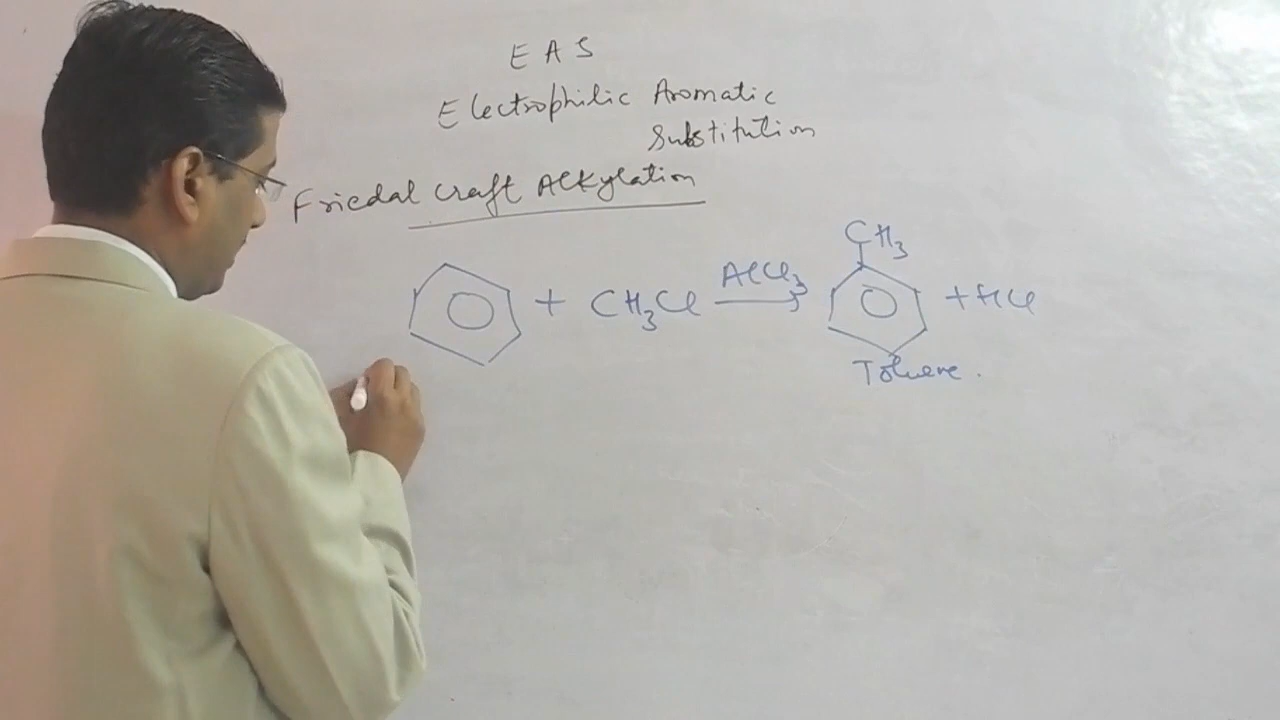 E A S
Electrophilic Aromatic
Substitution
Friedal Craft Alkylation
CH3
+ CH3Cl AlCl3 + HCl
Toluene.